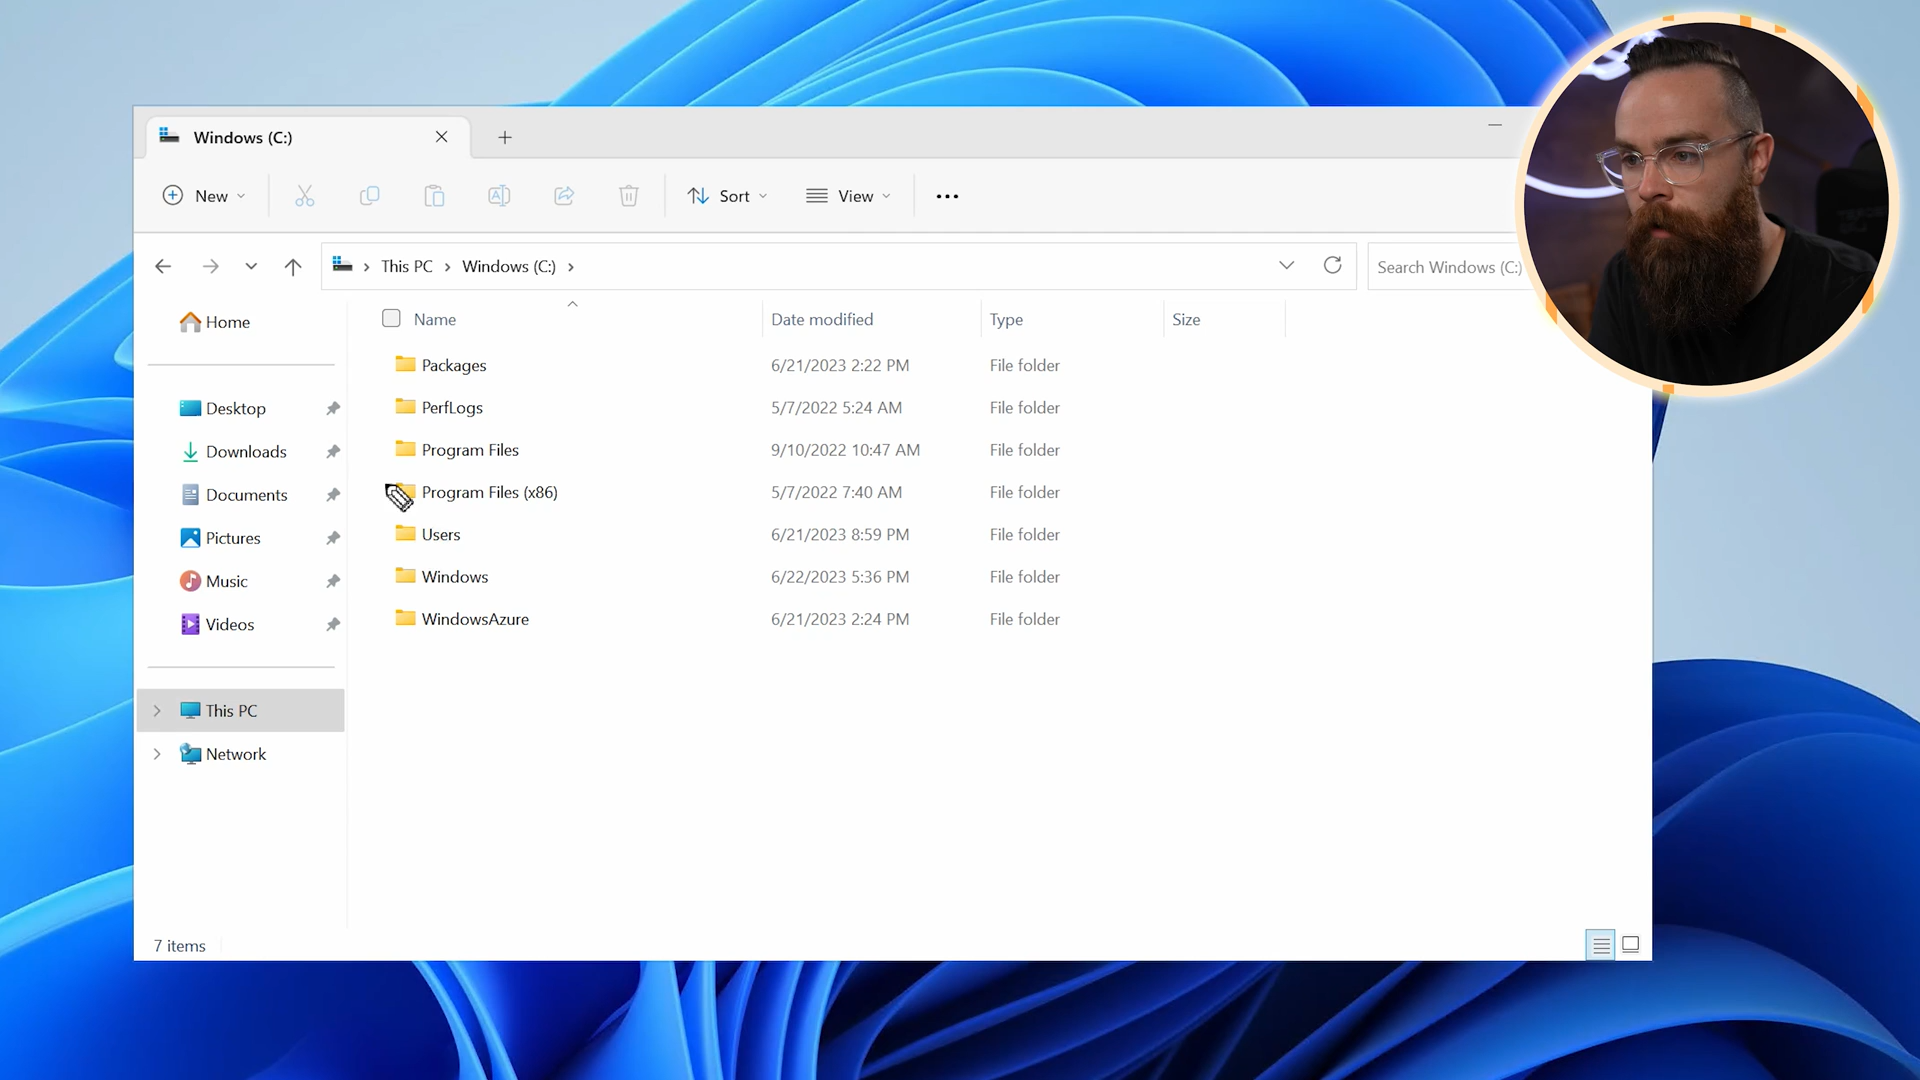 Windows (C:)
New
Sort
View
This PC
Windows (C:)
Search Windows (C:)
Home
Name
Date modified
Type
Size
Desktop
Downloads
Documents
Pictures
Music
Videos
This PC
Network
Packages 6/21/2023 2:22 PM File folder
PerfLogs 5/7/2022 5:24 AM File folder
Program Files 9/10/2022 10:47 AM File folder
Program Files (x86) 5/7/2022 7:40 AM File folder
Users 6/21/2023 8:59 PM File folder
Windows 6/22/2023 5:36 PM File folder
WindowsAzure 6/21/2023 2:24 PM File folder
7 items